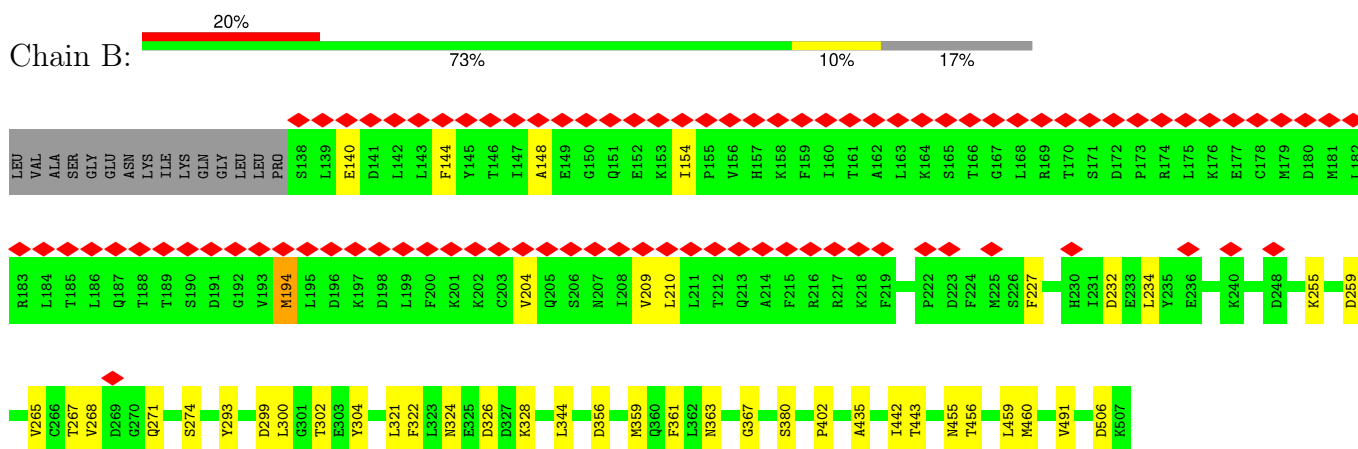 20%
Chain B:
73% 10% 17%
LEU VAL ALA SER GLY GLU ASN LYS ILE LYS GLN GLY LEU LEU PRO S138 L139 E140 D141 L142 L143 F144 Y145 T146 I147 A148 E149 G150 Q151 E152 K153 I154 P155 V156 H157 K158 F159 I160 T161 A162 L163 K164 S165 T166 G167 L168 R169 T170 S171 D172 P173 R174 L175 K176 E177 C178 M179 D180 M181 L182
R183 L184 T185 L186 Q187 T188 T189 S190 D191 G192 V193 M194 L195 D196 K197 D198 L199 F200 K201 K202 C203 V204 Q205 S206 N207 I208 V209 L210 L211 T212 Q213 A214 F215 R216 R217 K218 F219 P222 D223 F224 M225 S226 F227 H230 I231 D232 E233 L234 Y235 E236 K240 D248 K255 D259
V265 C266 T267 V268 D269 G270 Q271 S274 Y293 D299 L300 G301 T302 E303 Y304 L321 F322 L323 N324 E325 D326 D327 K328 L344 D356 M359 Q360 F361 L362 N363 G367 S380 P402 A435 I442 T443 N455 T456 L459 M460 V491 D506 K507